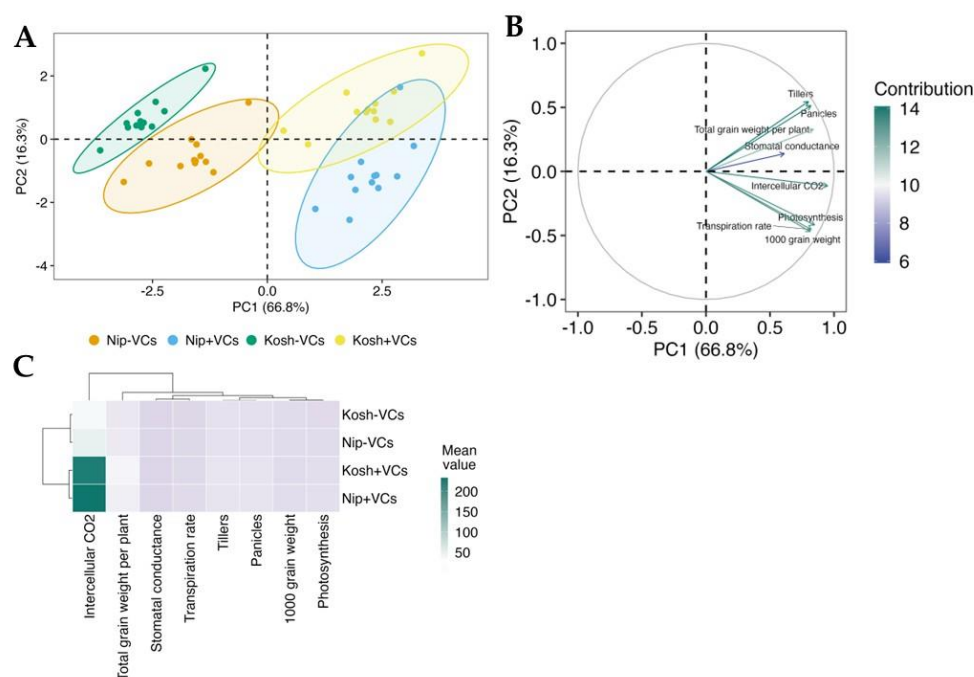 A
PC2 (16.3%)
2
0
-2
-4
-2.5
0.0
2.5
PC1 (66.8%)
Nip-VCs
Nip+VCs
Kosh-VCs
Kosh+VCs
B
PC2 (16.3%)
1.0
0.5
0.0
-0.5
-1.0
Tillers
Panicles
Total grain weight per plant
Stomatal conductance
Intercellular CO2
Photosynthesis
Transpiration rate
1000 grain weight
-1.0
-0.5
0.0
0.5
1.0
PC1 (66.8%)
Contribution
14
12
10
8
6
C
Kosh-VCs
Nip-VCs
Kosh+VCs
Nip+VCs
Intercellular CO2
Total grain weight per plant
Stomatal conductance
Transpiration rate
Tillers
Panicles
1000 grain weight
Photosynthesis
Mean
value
200
150
100
50